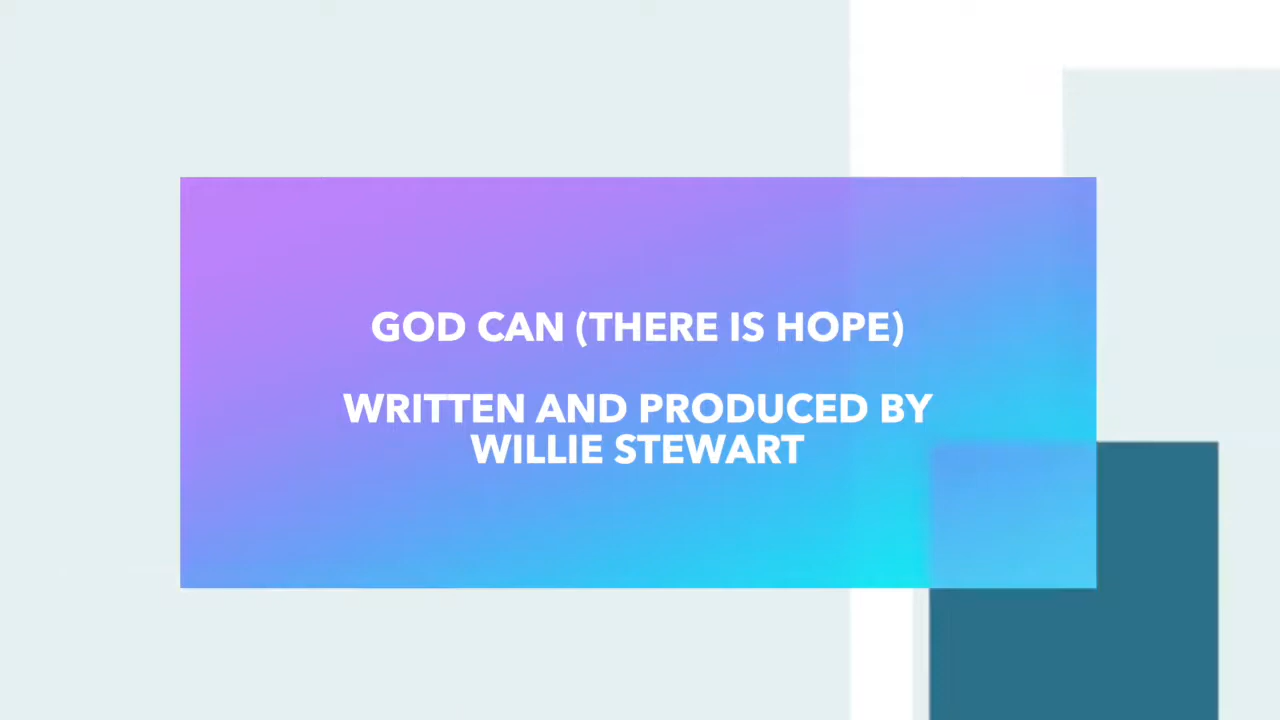 GOD CAN (THERE IS HOPE)
WRITTEN AND PRODUCED BY
WILLIE STEWART